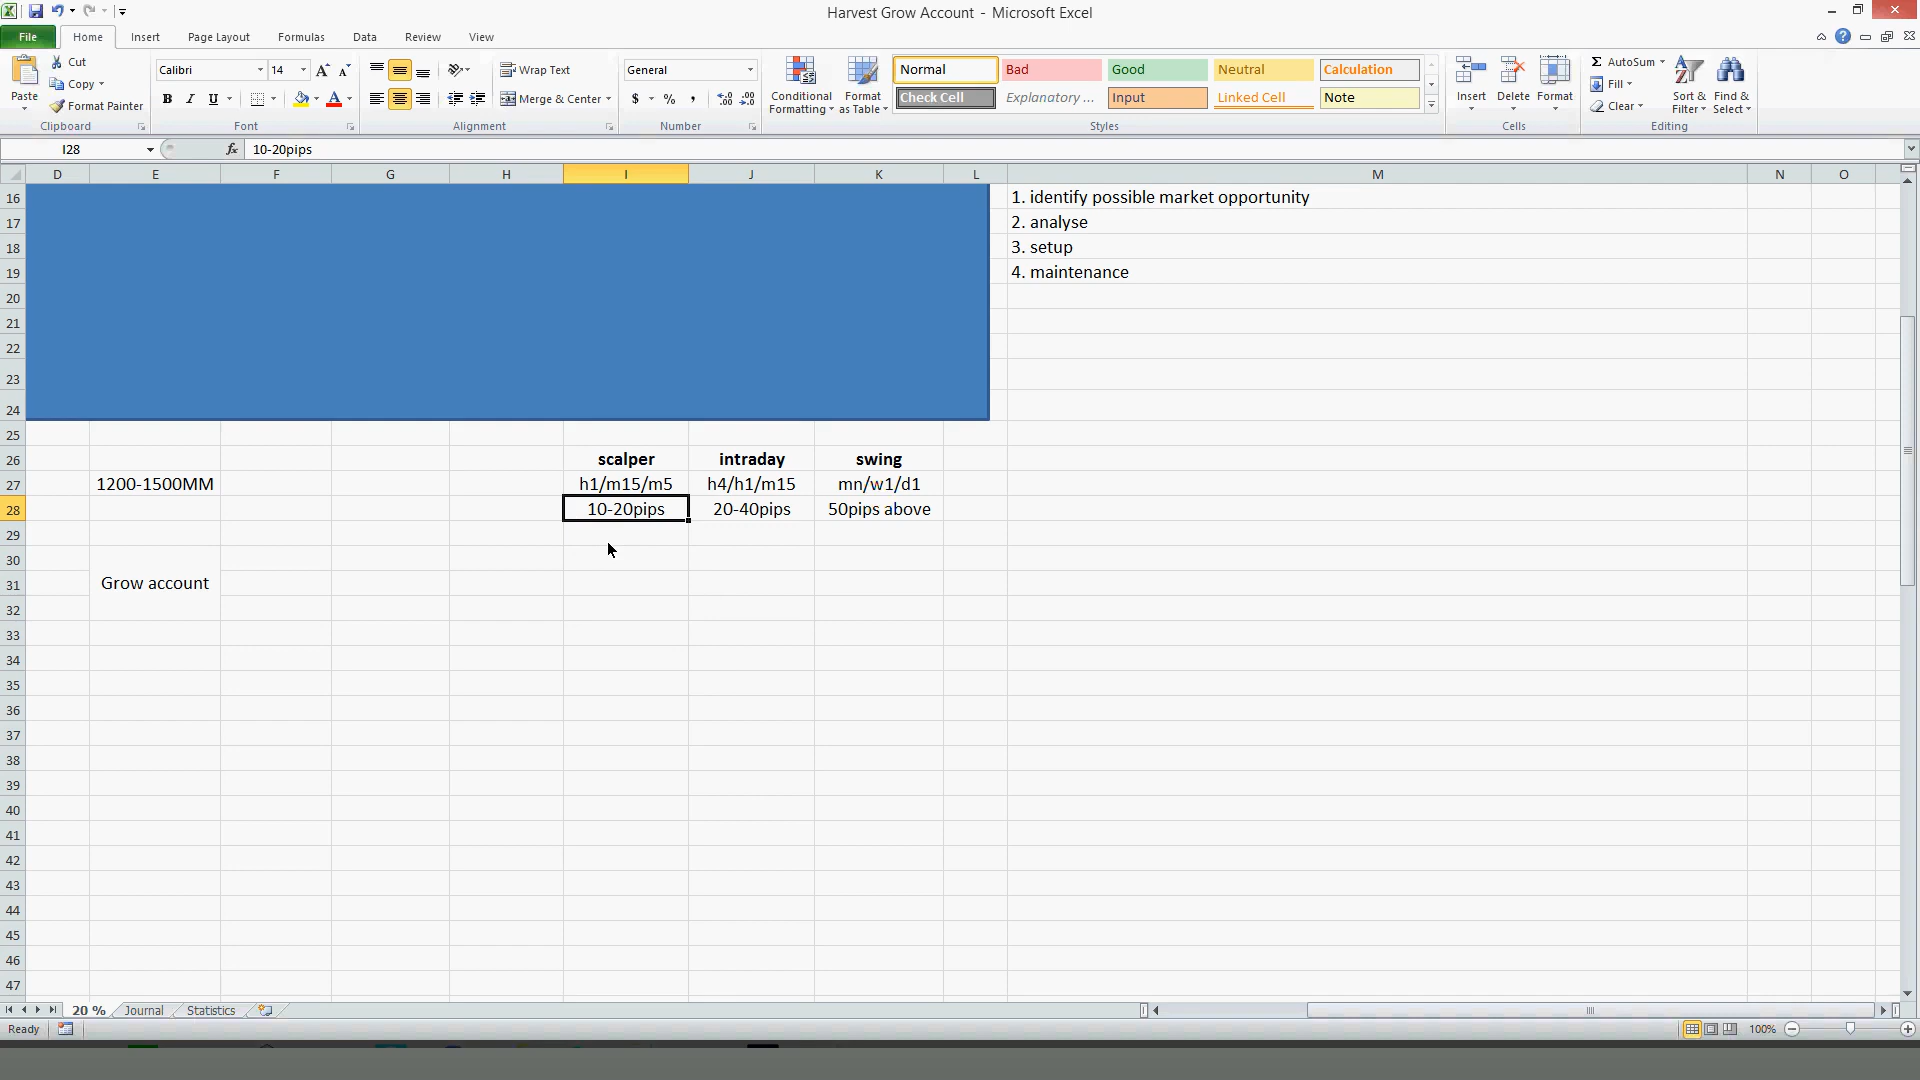 Harvest Grow Account - Microsoft Excel
File Home Insert Page Layout Formulas Data Review View
Paste
Cut
Copy
Format Painter
Clipboard
Calibri 14
B I U
Font
Wrap Text
Merge & Center
Alignment
General
$ % ,
Number
Conditional Formatting
Format as Table
Normal Bad Good Neutral Calculation
Check Cell Explanatory ... Input Linked Cell Note
Styles
Insert Delete Format
Cells
Σ AutoSum
Fill
Clear
Sort & Filter
Find & Select
Editing
I28 fx 10-20pips
D E F G H I J K L M N O
16 1. identify possible market opportunity
17 2. analyse
18 3. setup
19 4. maintenance
20
21
22
23
24
25
26 scalper intraday swing
27 1200-1500MM h1/m15/m5 h4/h1/m15 mn/w1/d1
28 10-20pips 20-40pips 50pips above
29
30
31 Grow account
32
33
34
35
36
37
38
39
40
41
42
43
44
45
46
47
20 % Journal Statistics
Ready 100%